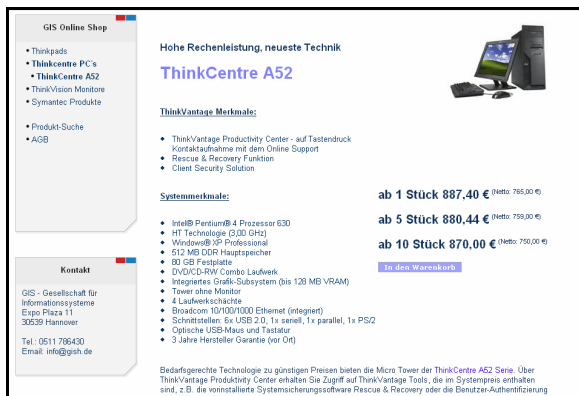 GIS Online Shop
Thinkpads
Thinkcentre PC's
ThinkCentre A52
ThinkVision Monitore
Symantec Produkte
Produkt-Suche
AGB
Kontakt
GIS - Gesellschaft für
Informationssysteme
Expo Plaza 11
30539 Hannover
Tel.: 0511 786430
Email: info@gish.de
Hohe Rechenleistung, neueste Technik
ThinkCentre A52
ThinkVantage Merkmale:
ThinkVantage Productivity Center - auf Tastendruck
Kontaktaufnahme mit dem Online Support
Rescue & Recovery Funktion
Client Security Solution
Systemmerkmale:
Intel® Pentium® 4 Prozessor 630
HT Technologie (3,00 GHz)
Windows® XP Professional
512 MB DDR Hauptspeicher
80 GB Festplatte
DVD/CD-RW Combo Laufwerk
Integriertes Grafik-Subsystem (bis 128 MB VRAM)
Tower ohne Monitor
4 Laufwerkschächte
Broadcom 10/100/1000 Ethernet (integriert)
Schnittstellen: 6x USB 2.0, 1x seriell, 1x parallel, 1x PS/2
Optische USB-Maus und Tastatur
3 Jahre Hersteller Garantie (vor Ort)
ab 1 Stück 887,40 € (Netto: 765,00 €)
ab 5 Stück 880,44 € (Netto: 759,00 €)
ab 10 Stück 870,00 € (Netto: 750,00 €)
In den Warenkorb
Bedarfsgerechte Technologie zu günstigen Preisen bieten die Micro Tower der ThinkCentre A52 Serie. Über
ThinkVantage Productivity Center erhalten Sie Zugriff auf ThinkVantage Tools, die im Systempreis enthalten
sind, z.B. die vorinstallierte Systemsicherungssoftware Rescue & Recovery oder die Benutzer-Authentifizierung